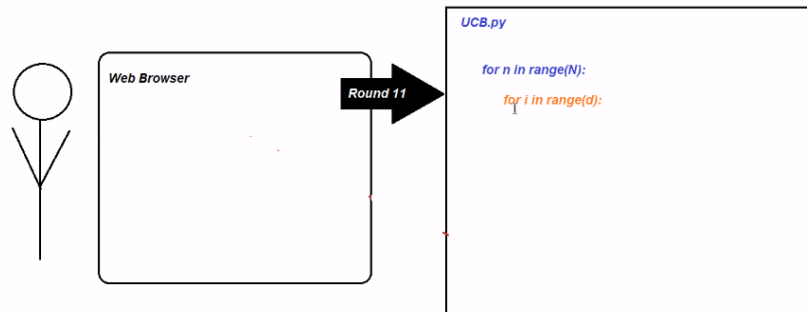 Web Browser
Round 11
UCB.py
for n in range(N):
for i in range(d):